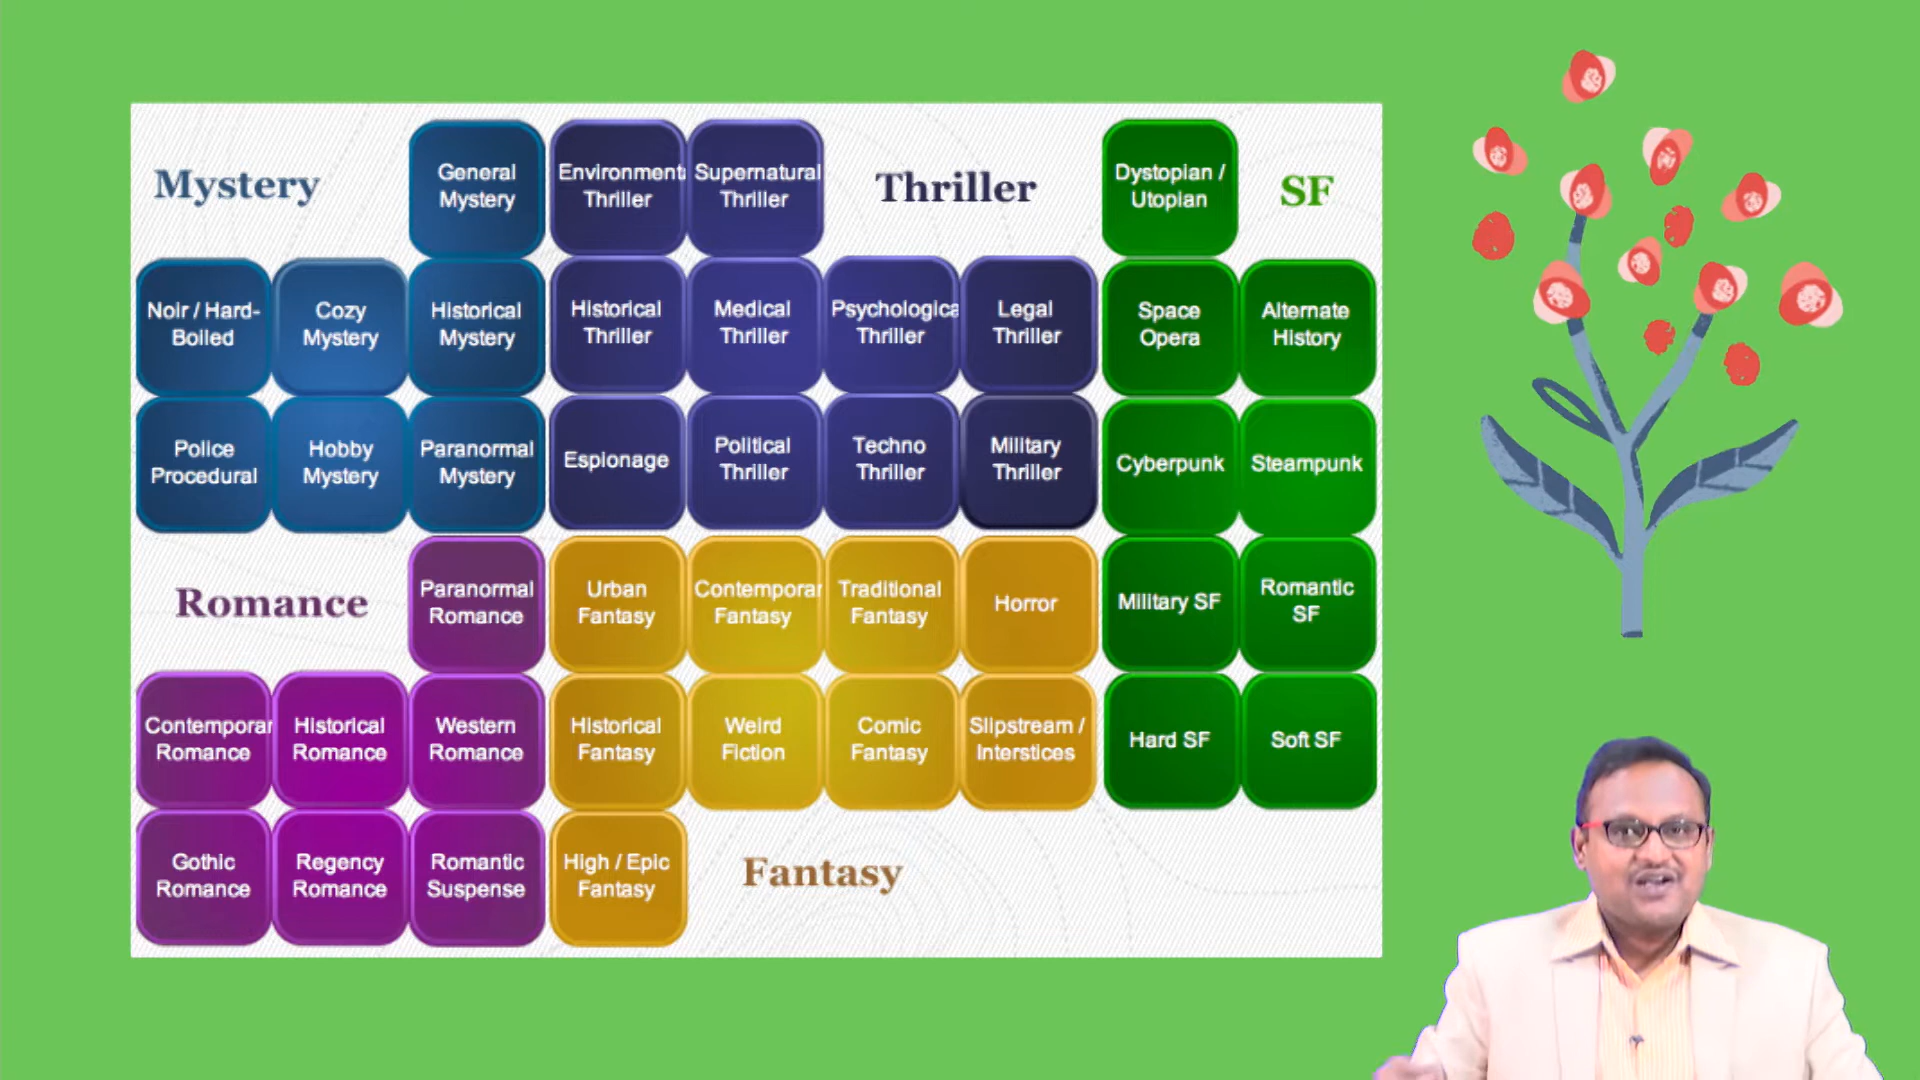 Mystery
General
Mystery
Environment
Thriller
Supernatural
Thriller
Thriller
Dystopian /
Utopian
SF
Noir / Hard-
Boiled
Cozy
Mystery
Historical
Mystery
Historical
Thriller
Medical
Thriller
Psychologica
Thriller
Legal
Thriller
Space
Opera
Alternate
History
Police
Procedural
Hobby
Mystery
Paranormal
Mystery
Espionage
Political
Thriller
Techno
Thriller
Military
Thriller
Cyberpunk
Steampunk
Romance
Paranormal
Romance
Urban
Fantasy
Contemporar
Fantasy
Traditional
Fantasy
Horror
Military SF
Romantic
SF
Contemporar
Romance
Historical
Romance
Western
Romance
Historical
Fantasy
Weird
Fiction
Comic
Fantasy
Slipstream /
Interstices
Hard SF
Soft SF
Gothic
Romance
Regency
Romance
Romantic
Suspense
High / Epic
Fantasy
Fantasy